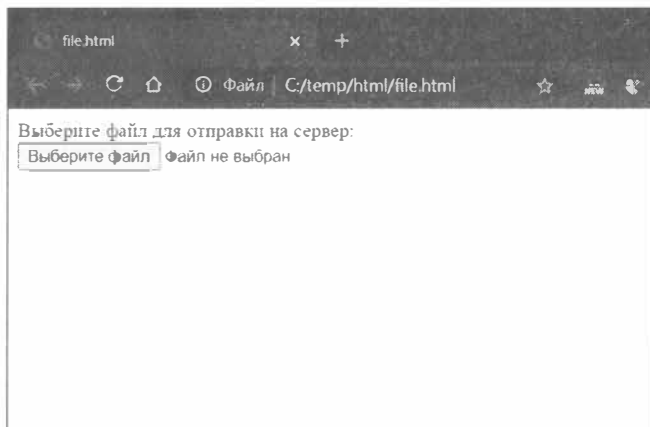 file.html
Файл C:/temp/html/file.html
Выберите файл для отправки на сервер:
Выберите файл Файл не выбран